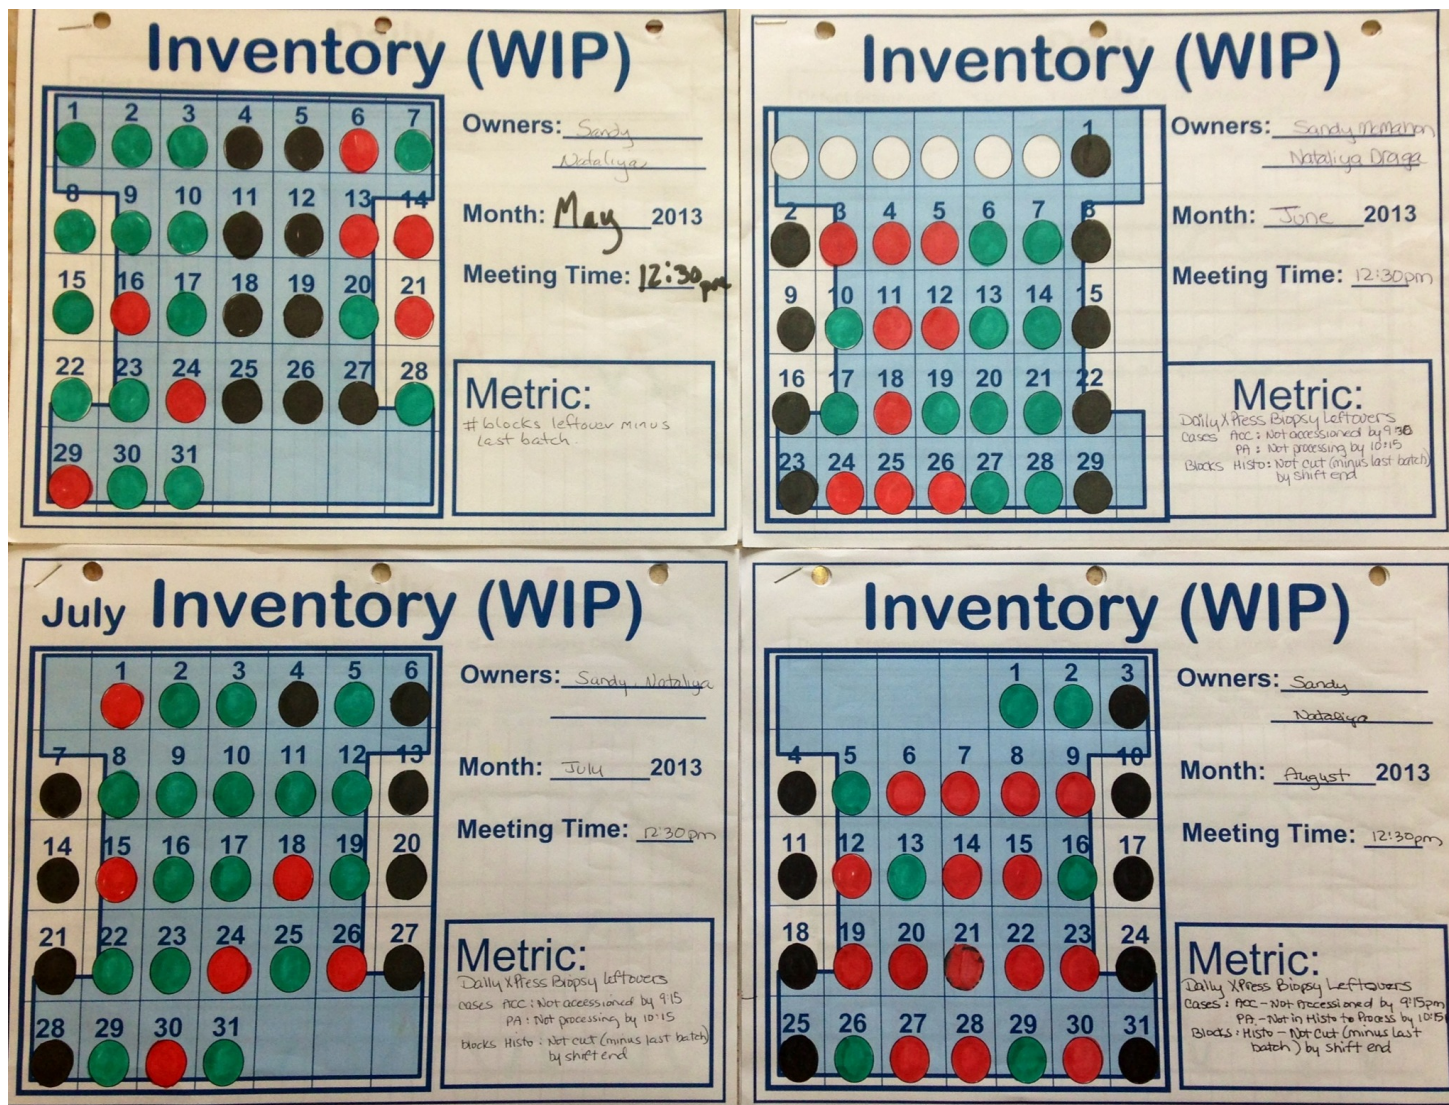 Inventory (WIP)
1 2 3 4 5 6 7
8 9 10 11 12 13 14
15 16 17 18 19 20 21
22 23 24 25 26 27 28
29 30 31
Owners: Sandy
Nataliya
Month: May 2013
Meeting Time: 12:30 pm
Metric:
# blocks leftover minus
last batch.
Inventory (WIP)
1
2 3 4 5 6 7 8
9 10 11 12 13 14 15
16 17 18 19 20 21 22
23 24 25 26 27 28 29
Owners: Sandy McMahon
Nataliya Draga
Month: June 2013
Meeting Time: 12:30pm
Metric:
Daily XPress Biopsy Leftovers
Cases Acc: Not accessioned by 9:30
PA: Not processing by 10:15
Blocks Histo: Not cut (minus last batch)
by shift end
July Inventory (WIP)
1 2 3 4 5 6
7 8 9 10 11 12 13
14 15 16 17 18 19 20
21 22 23 24 25 26 27
28 29 30 31
Owners: Sandy, Nataliya
Month: July 2013
Meeting Time: 12:30pm
Metric:
Daily XPress Biopsy Leftovers
cases Acc: Not accessioned by 9:15
PA: Not processing by 10:15
blocks Histo: Not cut (minus last batch)
by shift end
Inventory (WIP)
1 2 3
4 5 6 7 8 9 10
11 12 13 14 15 16 17
18 19 20 21 22 23 24
25 26 27 28 29 30 31
Owners: Sandy
Nataliya
Month: August 2013
Meeting Time: 12:30pm
Metric:
Daily XPress Biopsy Leftovers
Cases: Acc - Not Processioned by 9:15pm
PA - Not in Histo to Process by
Blocks: Histo - Not Cut (minus last
batch) by shift end